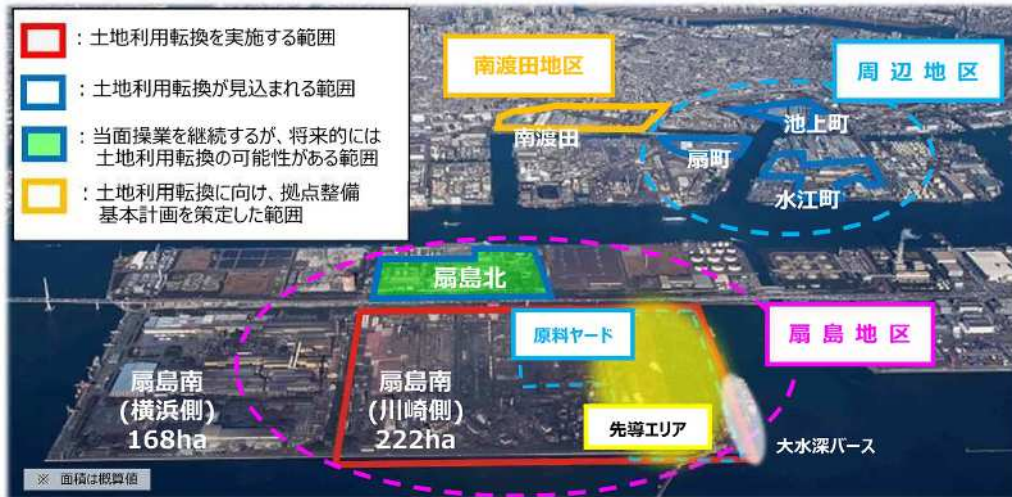 ：土地利用転換を実施する範囲
：土地利用転換が見込まれる範囲
：当面操業を継続するが、将来的には
土地利用転換の可能性がある範囲
：土地利用転換に向け、拠点整備
基本計画を策定した範囲
南渡田地区
周辺地区
南渡田
池上町
扇町
水江町
扇島北
原料ヤード
扇島地区
扇島南
(横浜側)
168ha
扇島南
(川崎側)
222ha
先導エリア
大水深バース
※ 面積は概算値